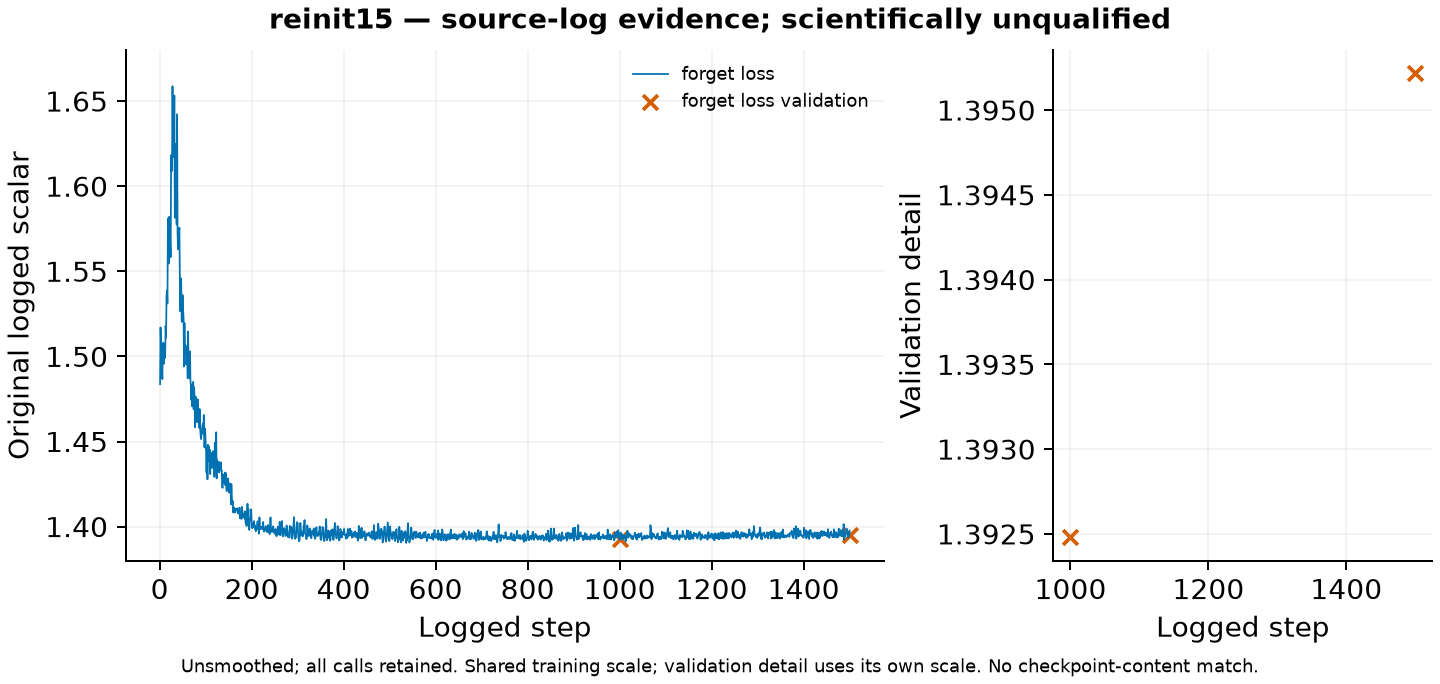 reinit15 — source-log evidence; scientifically unqualified
Original logged scalar
1.65
1.60
1.55
1.50
1.45
1.40
0
200
400
600
800
1000
1200
1400
Logged step
forget loss
forget loss validation
Validation detail
1.3950
1.3945
1.3940
1.3935
1.3930
1.3925
1000
1200
1400
Logged step
Unsmoothed; all calls retained. Shared training scale; validation detail uses its own scale. No checkpoint-content match.